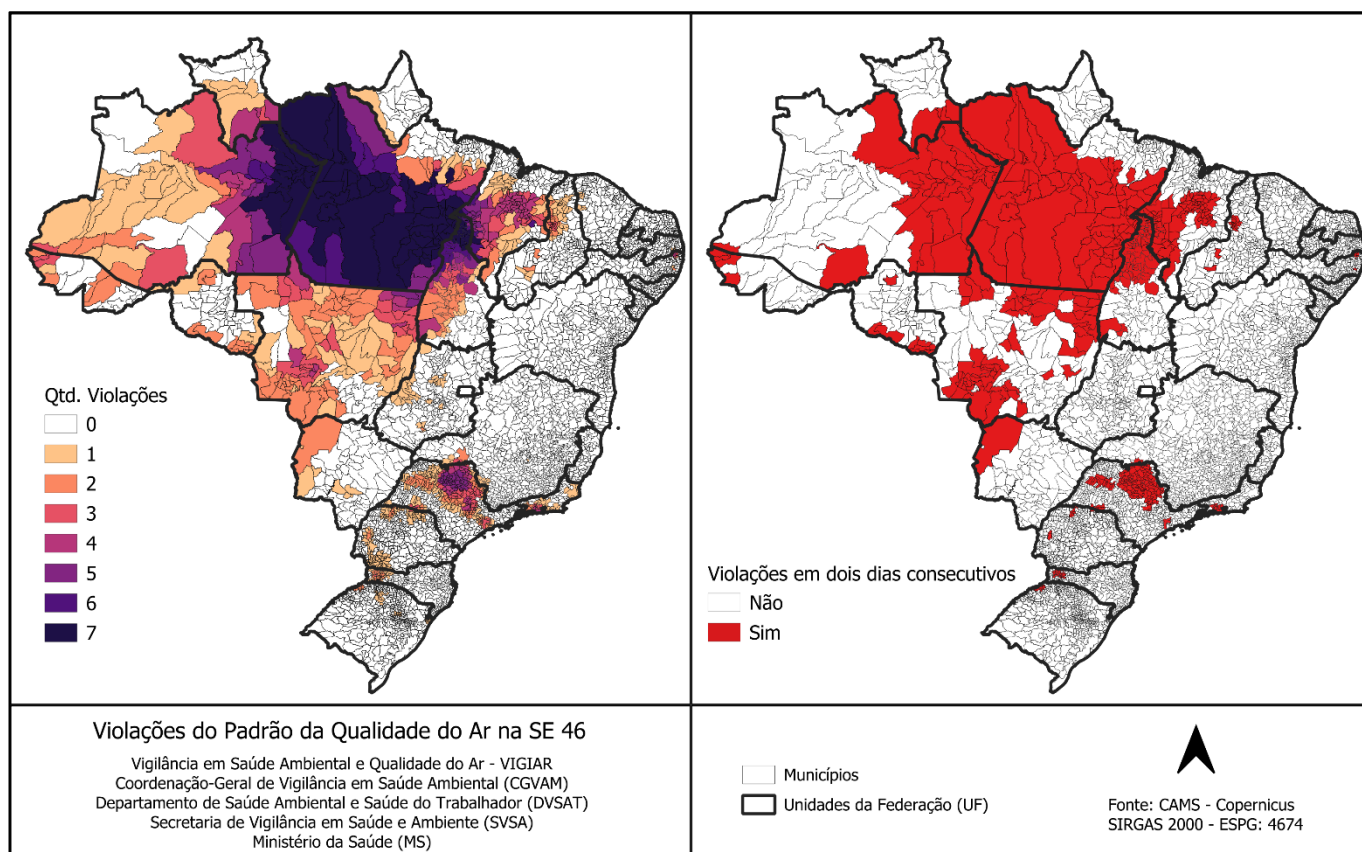 Qtd. Violações
0
1
2
3
4
5
6
7
Violações em dois dias consecutivos
Não
Sim
Violações do Padrão da Qualidade do Ar na SE 46
Vigilância em Saúde Ambiental e Qualidade do Ar - VIGIAR
Coordenação-Geral de Vigilância em Saúde Ambiental (CGVAM)
Departamento de Saúde Ambiental e Saúde do Trabalhador (DVSAT)
Secretaria de Vigilância em Saúde e Ambiente (SVSA)
Ministério da Saúde (MS)
Municípios
Unidades da Federação (UF)
Fonte: CAMS - Copernicus
SIRGAS 2000 - ESPG: 4674